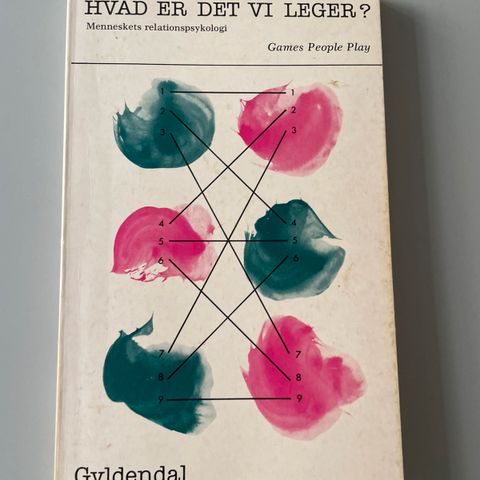 HVAD ER DET VI LEGER?
Menneskets relationspsykologi
Games People Play
1 1
2 2
3 3
4 4
5 5
6 6
7 7
8 8
9 9
Gyldendal